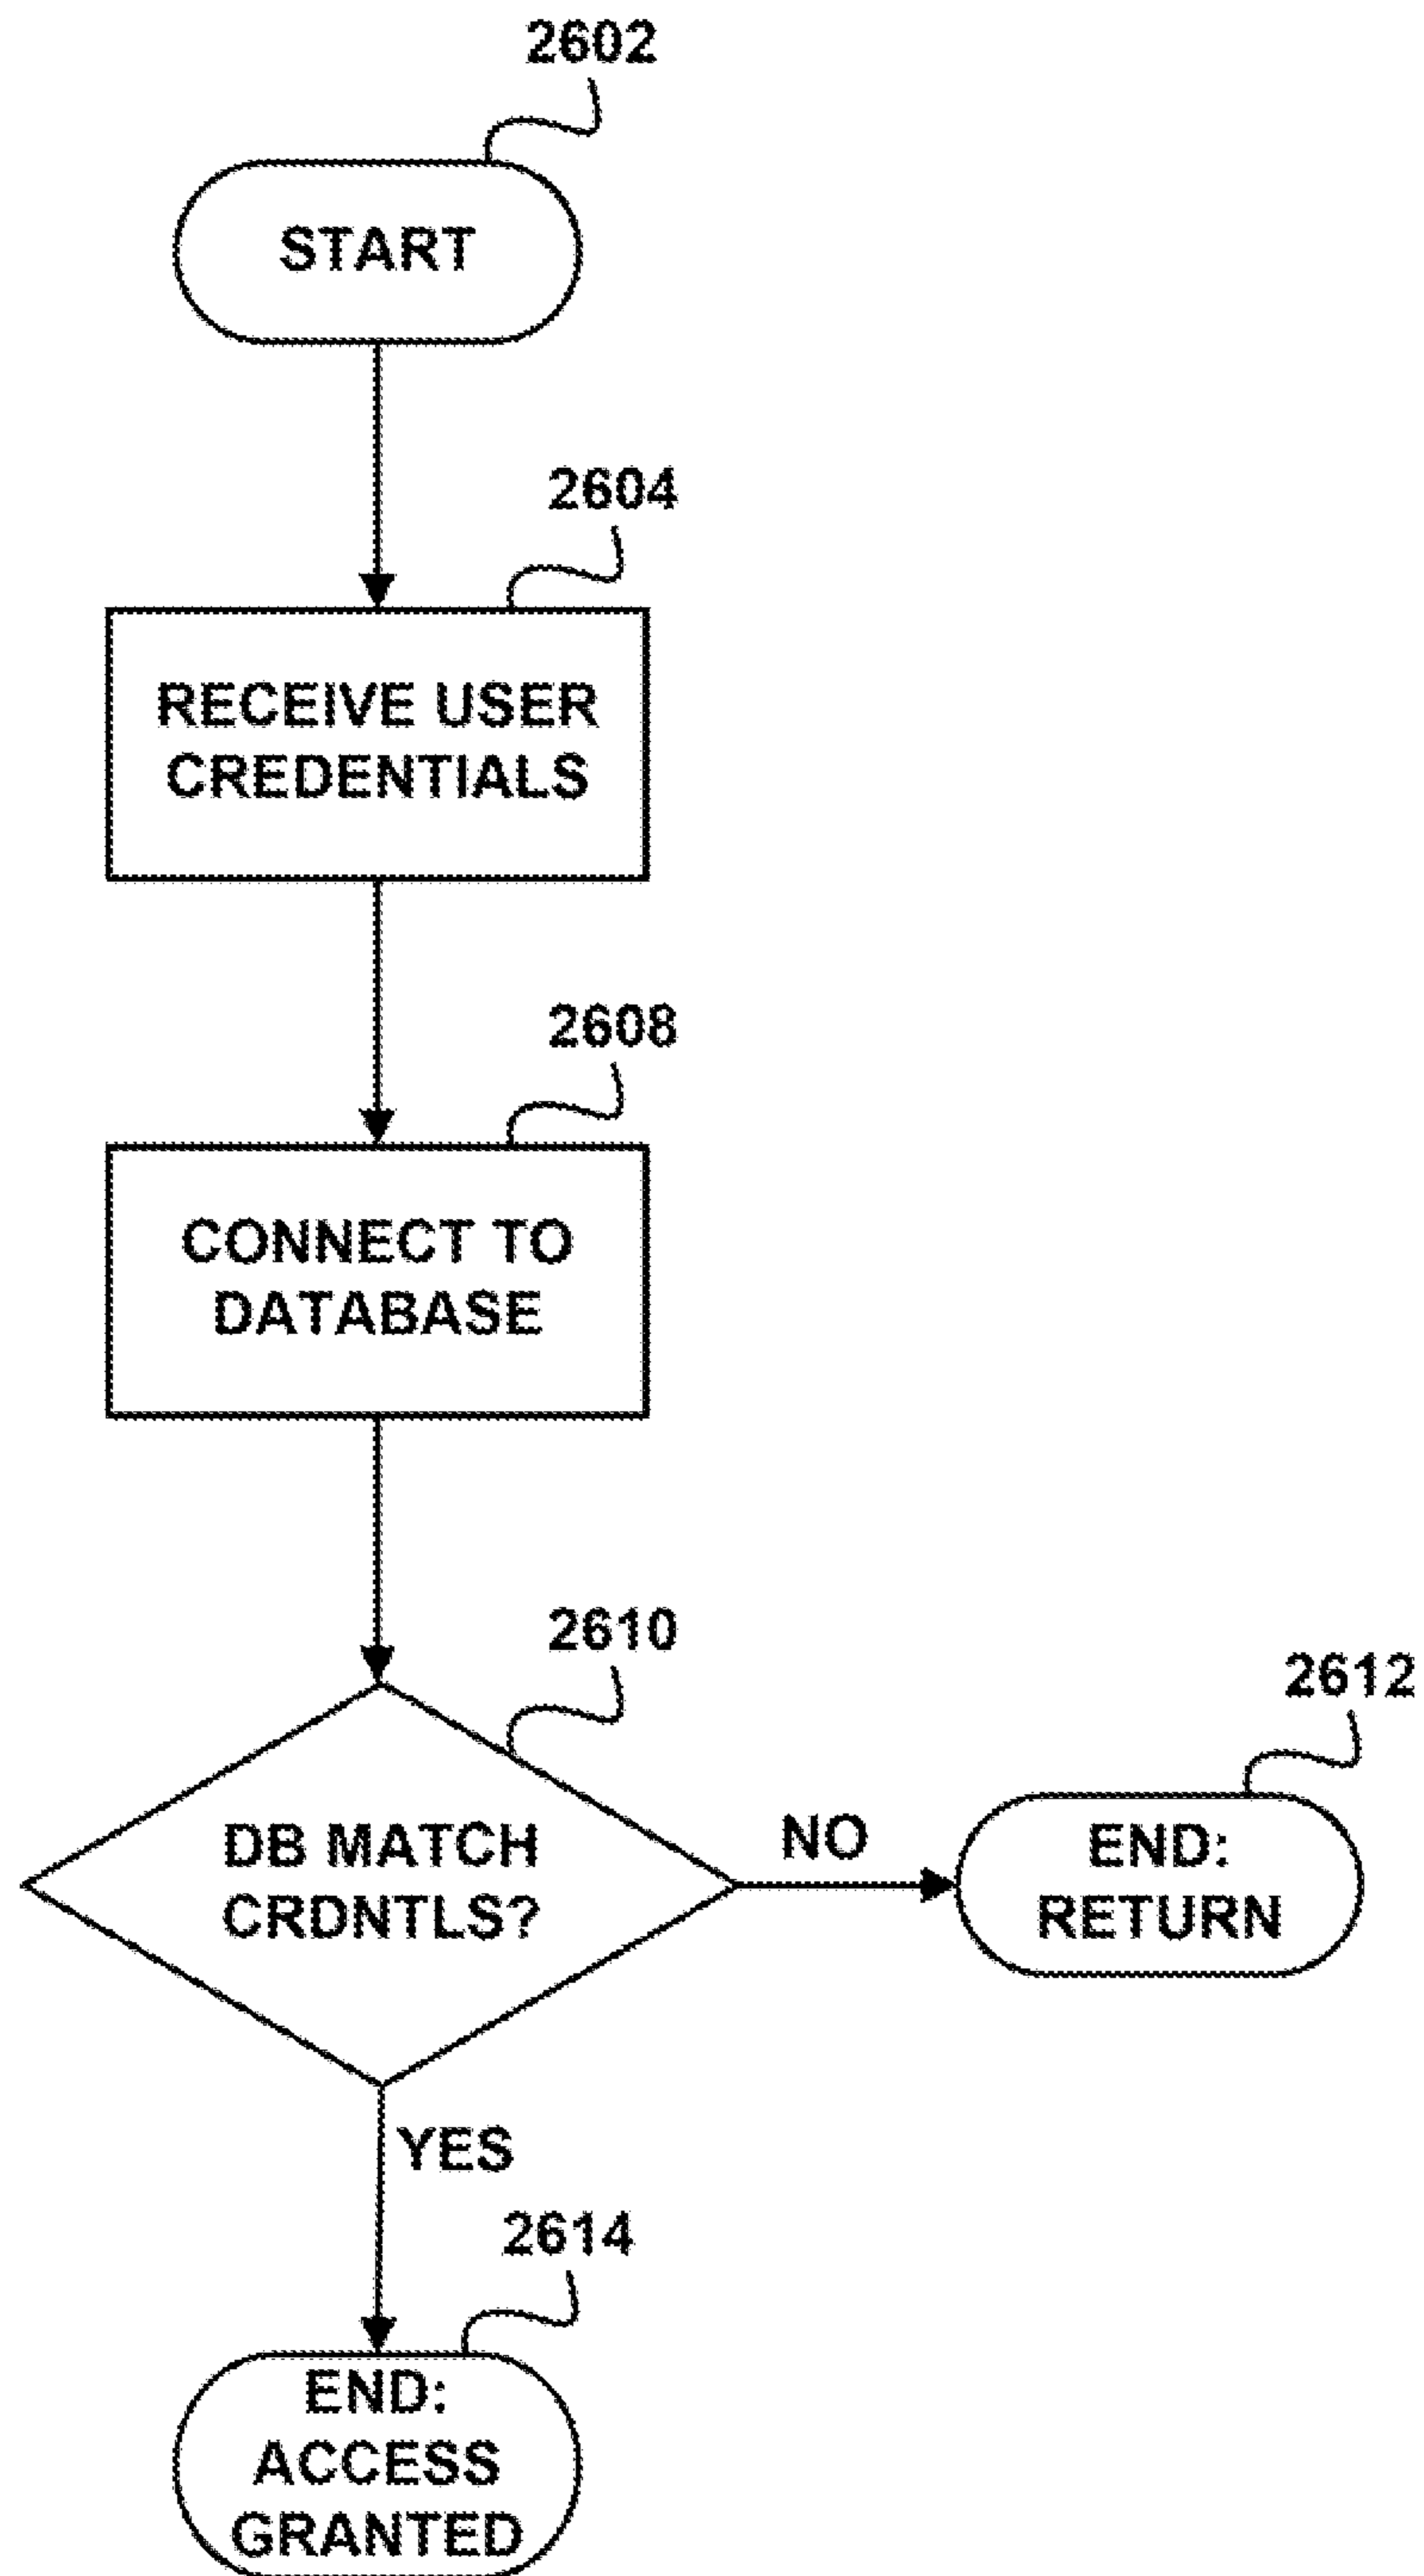 2602
START
2604
RECEIVE USER
CREDENTIALS
2608
CONNECT TO
DATABASE
2610
2612
DB MATCH
CRDNTLS?
NO
END:
RETURN
YES
2614
END:
ACCESS
GRANTED